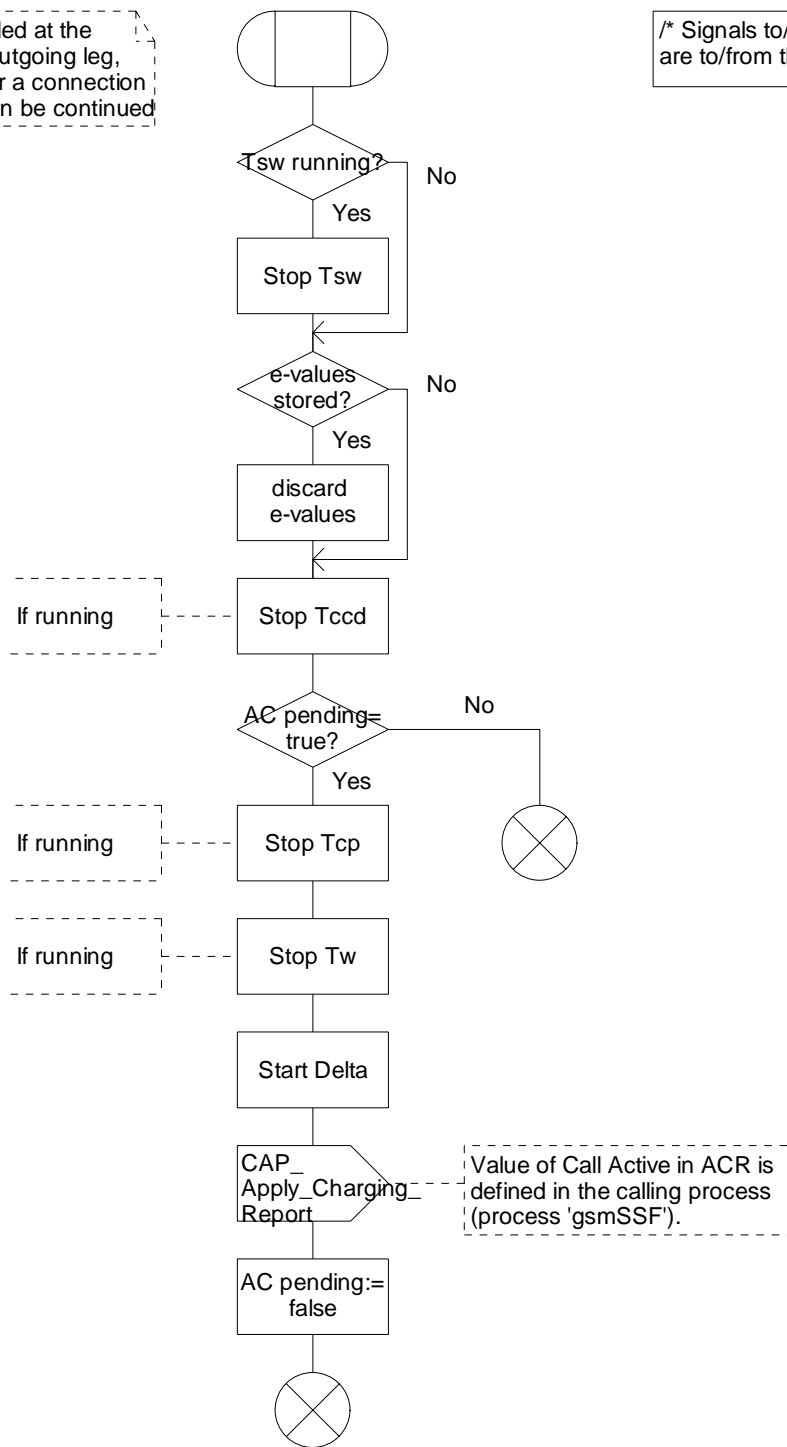 led at the
utgoing leg,
r a connection
n be continued
/* Signals to/
are to/from t
Tsw running?
No
Yes
Stop Tsw
e-values
stored?
No
Yes
discard
e-values
If running
Stop Tccd
AC pending=
true?
No
Yes
If running
Stop Tcp
If running
Stop Tw
Start Delta
CAP_
Apply_Charging_
Report
Value of Call Active in ACR is
defined in the calling process
(process 'gsmSSF').
AC pending:=
false